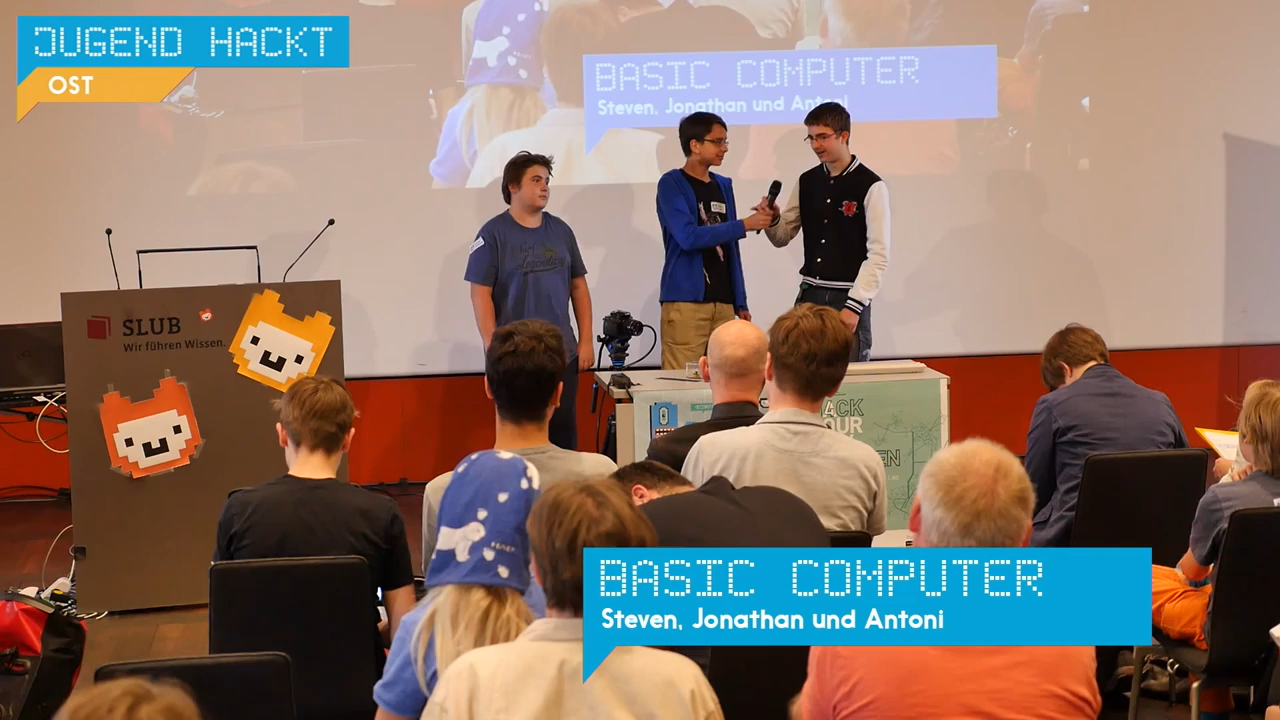 JUGEND HACKT
OST
BASIC COMPUTER
Steven, Jonathan und Antoni
SLUB
Wir führen Wissen.
BASIC COMPUTER
Steven, Jonathan und Antoni